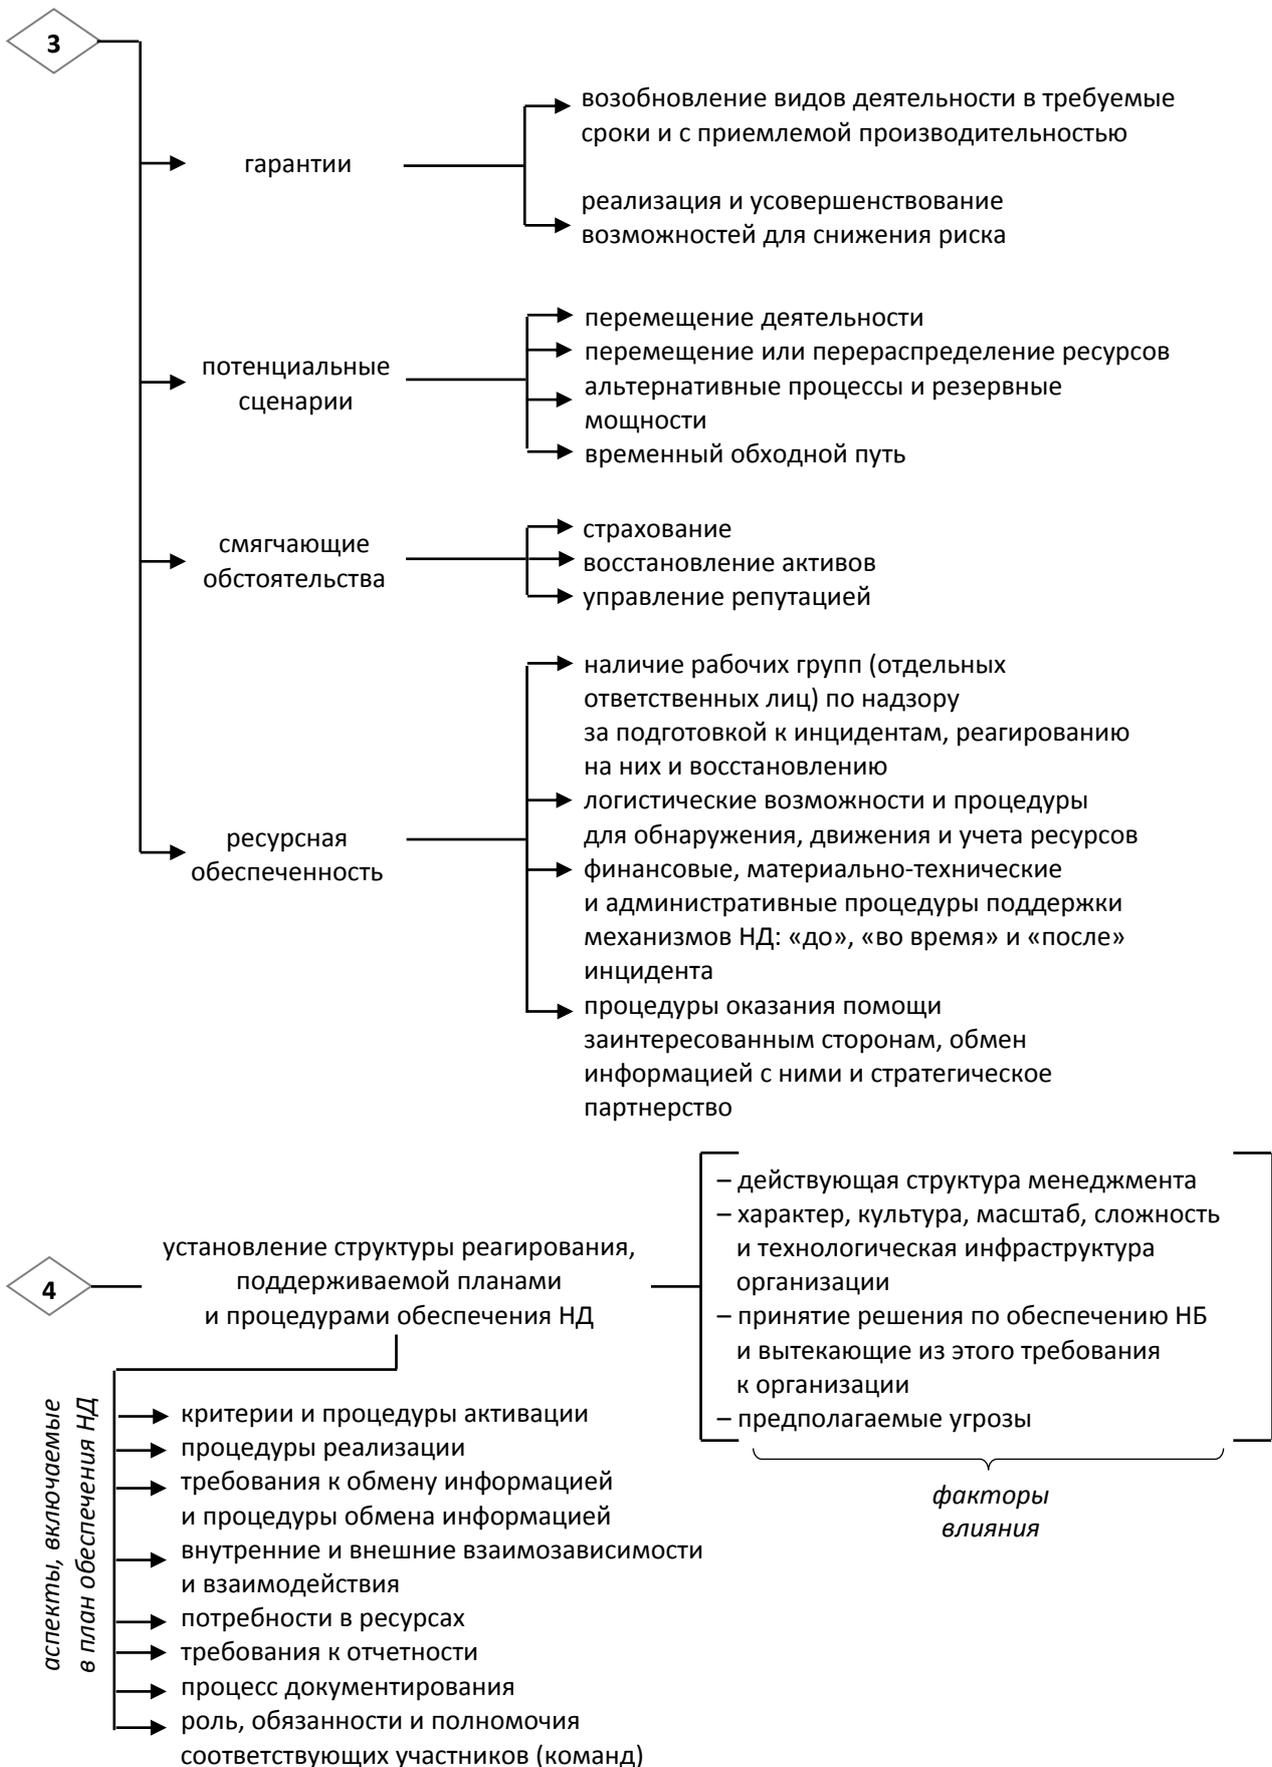 3
гарантии
возобновление видов деятельности в требуемые
сроки и с приемлемой производительностью
реализация и усовершенствование
возможностей для снижения риска
потенциальные
сценарии
перемещение деятельности
перемещение или перераспределение ресурсов
альтернативные процессы и резервные
мощности
временный обходной путь
смягчающие
обстоятельства
страхование
восстановление активов
управление репутацией
ресурсная
обеспеченность
наличие рабочих групп (отдельных
ответственных лиц) по надзору
за подготовкой к инцидентам, реагированию
на них и восстановлению
логистические возможности и процедуры
для обнаружения, движения и учета ресурсов
финансовые, материально-технические
и административные процедуры поддержки
механизмов НД: «до», «во время» и «после»
инцидента
процедуры оказания помощи
заинтересованным сторонам, обмен
информацией с ними и стратегическое
партнерство
4
установление структуры реагирования,
поддерживаемой планами
и процедурами обеспечения НД
– действующая структура менеджмента
– характер, культура, масштаб, сложность
и технологическая инфраструктура
организации
– принятие решения по обеспечению НБ
и вытекающие из этого требования
к организации
– предполагаемые угрозы
факторы
влияния
аспекты, включаемые
в план обеспечения НД
критерии и процедуры активации
процедуры реализации
требования к обмену информацией
и процедуры обмена информацией
внутренние и внешние взаимозависимости
и взаимодействия
потребности в ресурсах
требования к отчетности
процесс документирования
роль, обязанности и полномочия
соответствующих участников (команд)